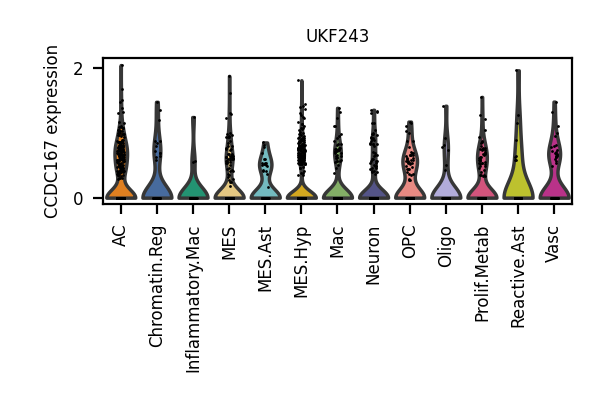 UKF243
CCDC167 expression
2
0
AC
Chromatin.Reg
Inflammatory.Mac
MES
MES.Ast
MES.Hyp
Mac
Neuron
OPC
Oligo
Prolif.Metab
Reactive.Ast
Vasc